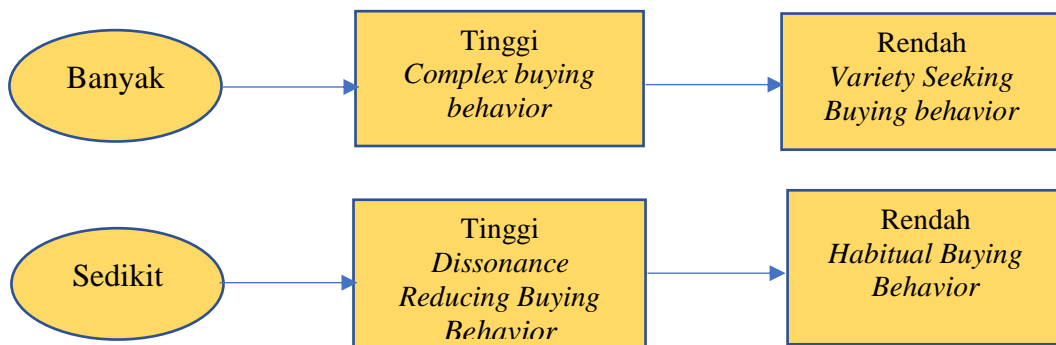 Banyak
Tinggi
Complex buying
behavior
Rendah
Variety Seeking
Buying behavior
Sedikit
Tinggi
Dissonance
Reducing Buying
Behavior
Rendah
Habitual Buying
Behavior